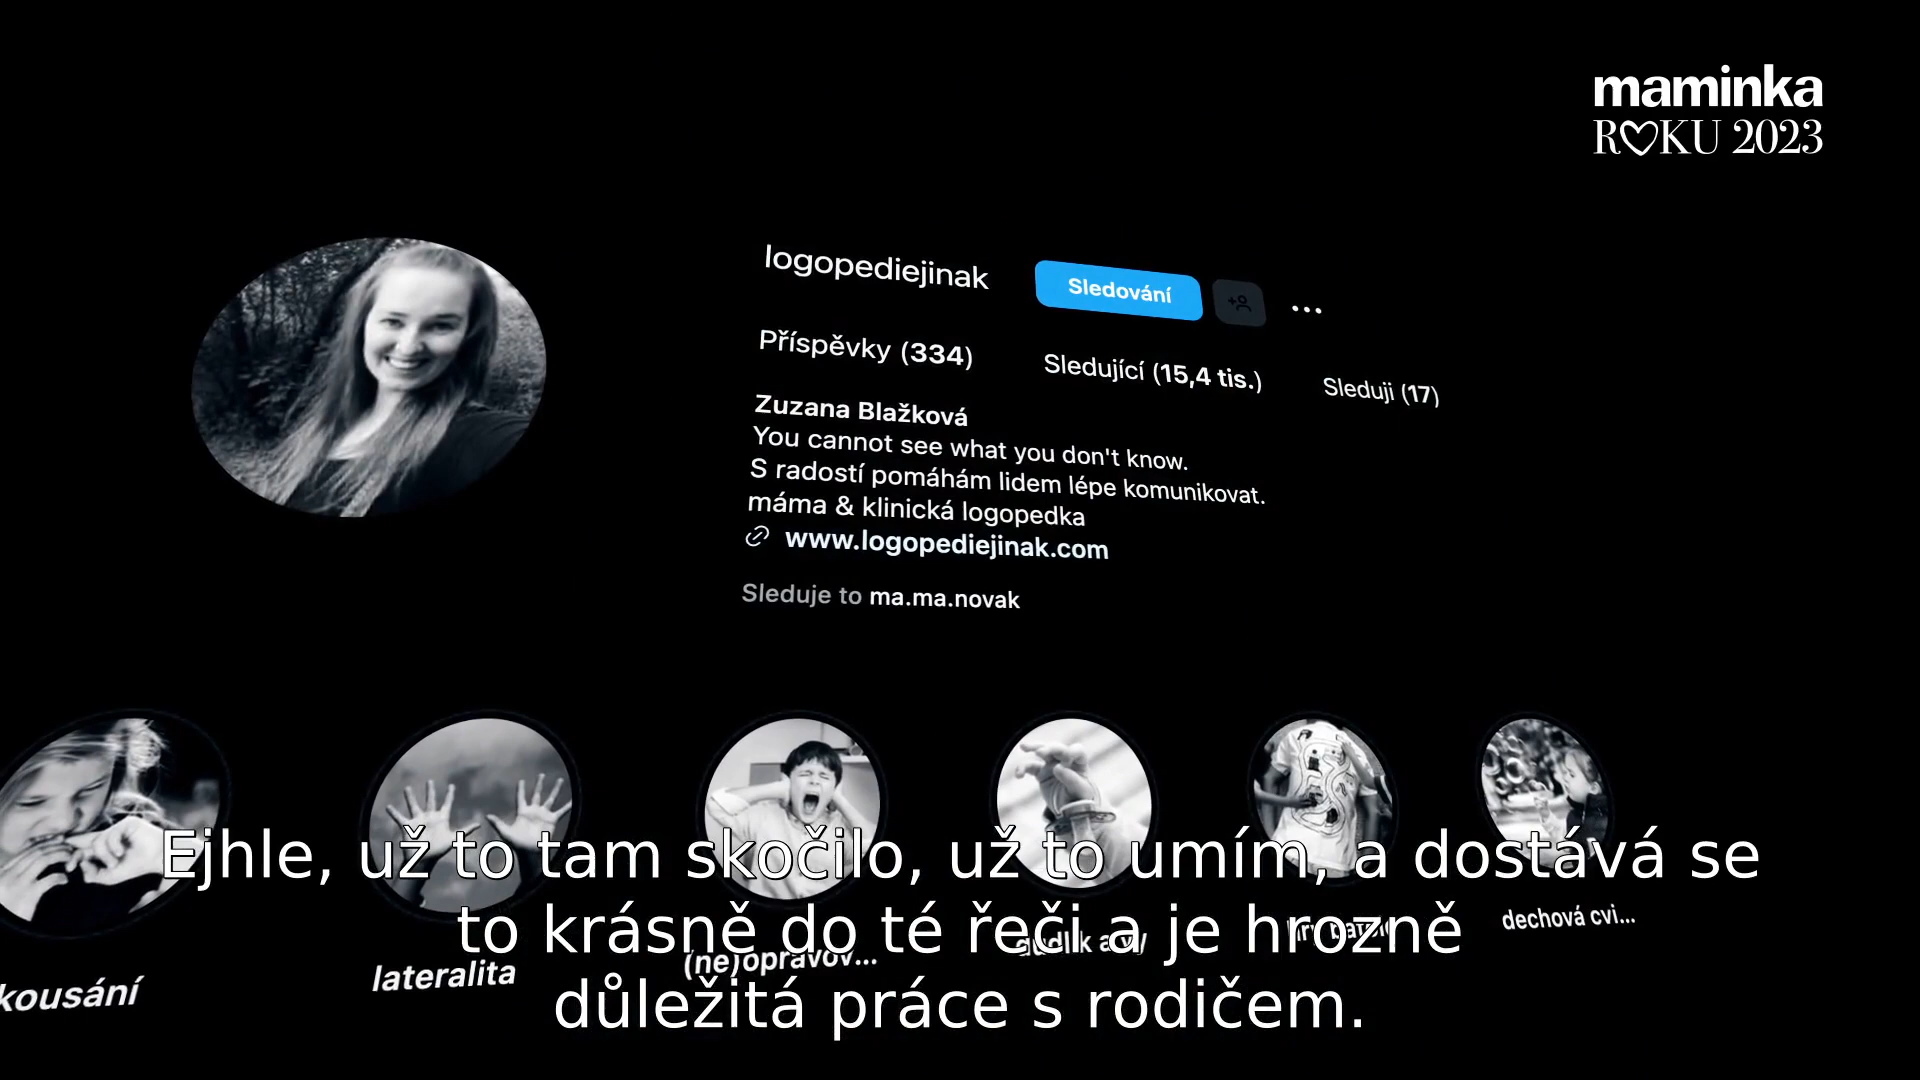 maminka
ROKU 2023
logopediejinak
Sledování
Příspěvky (334)
Sledující (15,4 tis.)
Sleduji (17)
Zuzana Blažková
You cannot see what you don't know.
S radostí pomáhám lidem lépe komunikovat.
máma & klinická logopedka
www.logopediejinak.com
Sleduje to ma.ma.novak
kousání
lateralita
(ne)opravov...
dechová cvi...
Ejhle, už to tam skočilo, už to umím, a dostává se
to krásně do té řeči a je hrozně
důležitá práce s rodičem.